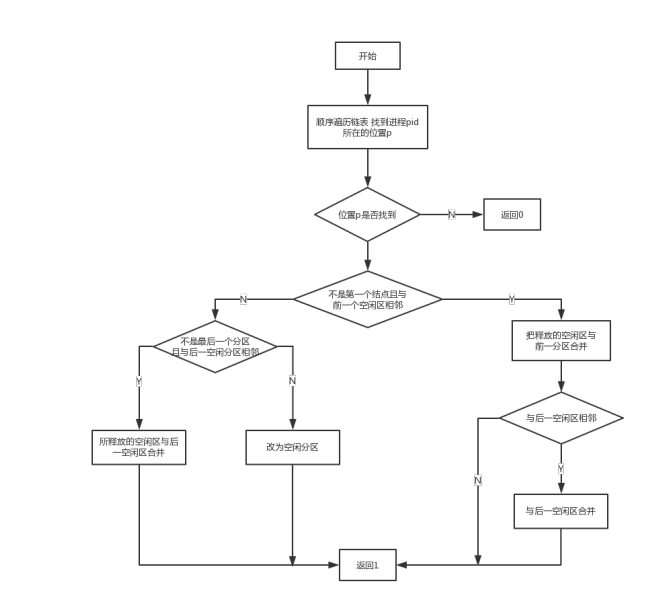 开始
顺序遍历链表 找到进程pid
所在的位置p
位置p是否找到
N
返回0
不是第一个结点且与
前一个空闲区相邻
N
Y
不是最后一个分区
且与后一空闲分区相邻
把释放的空闲区与
前一分区合并
Y
N
与后一空闲区相邻
所释放的空闲区与后
一空闲区合并
改为空闲分区
Y
N
与后一空闲区合并
返回1